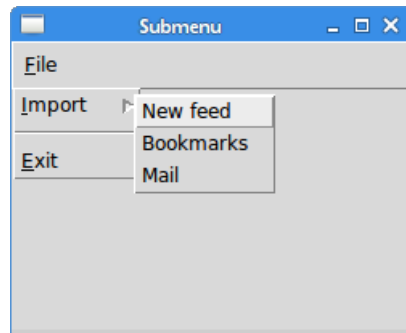 Submenu
File
Import
New feed
Bookmarks
Exit
Mail